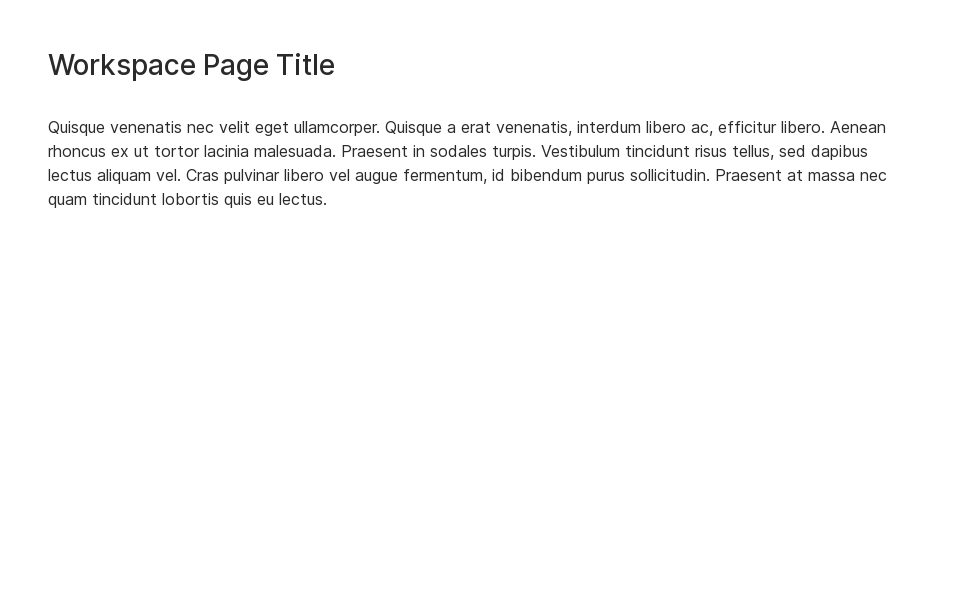 Workspace Page Title
Quisque venenatis nec velit eget ullamcorper. Quisque a erat venenatis, interdum libero ac, efficitur libero. Aenean
rhoncus ex ut tortor lacinia malesuada. Praesent in sodales turpis. Vestibulum tincidunt risus tellus, sed dapibus
lectus aliquam vel. Cras pulvinar libero vel augue fermentum, id bibendum purus sollicitudin. Praesent at massa nec
quam tincidunt lobortis quis eu lectus.